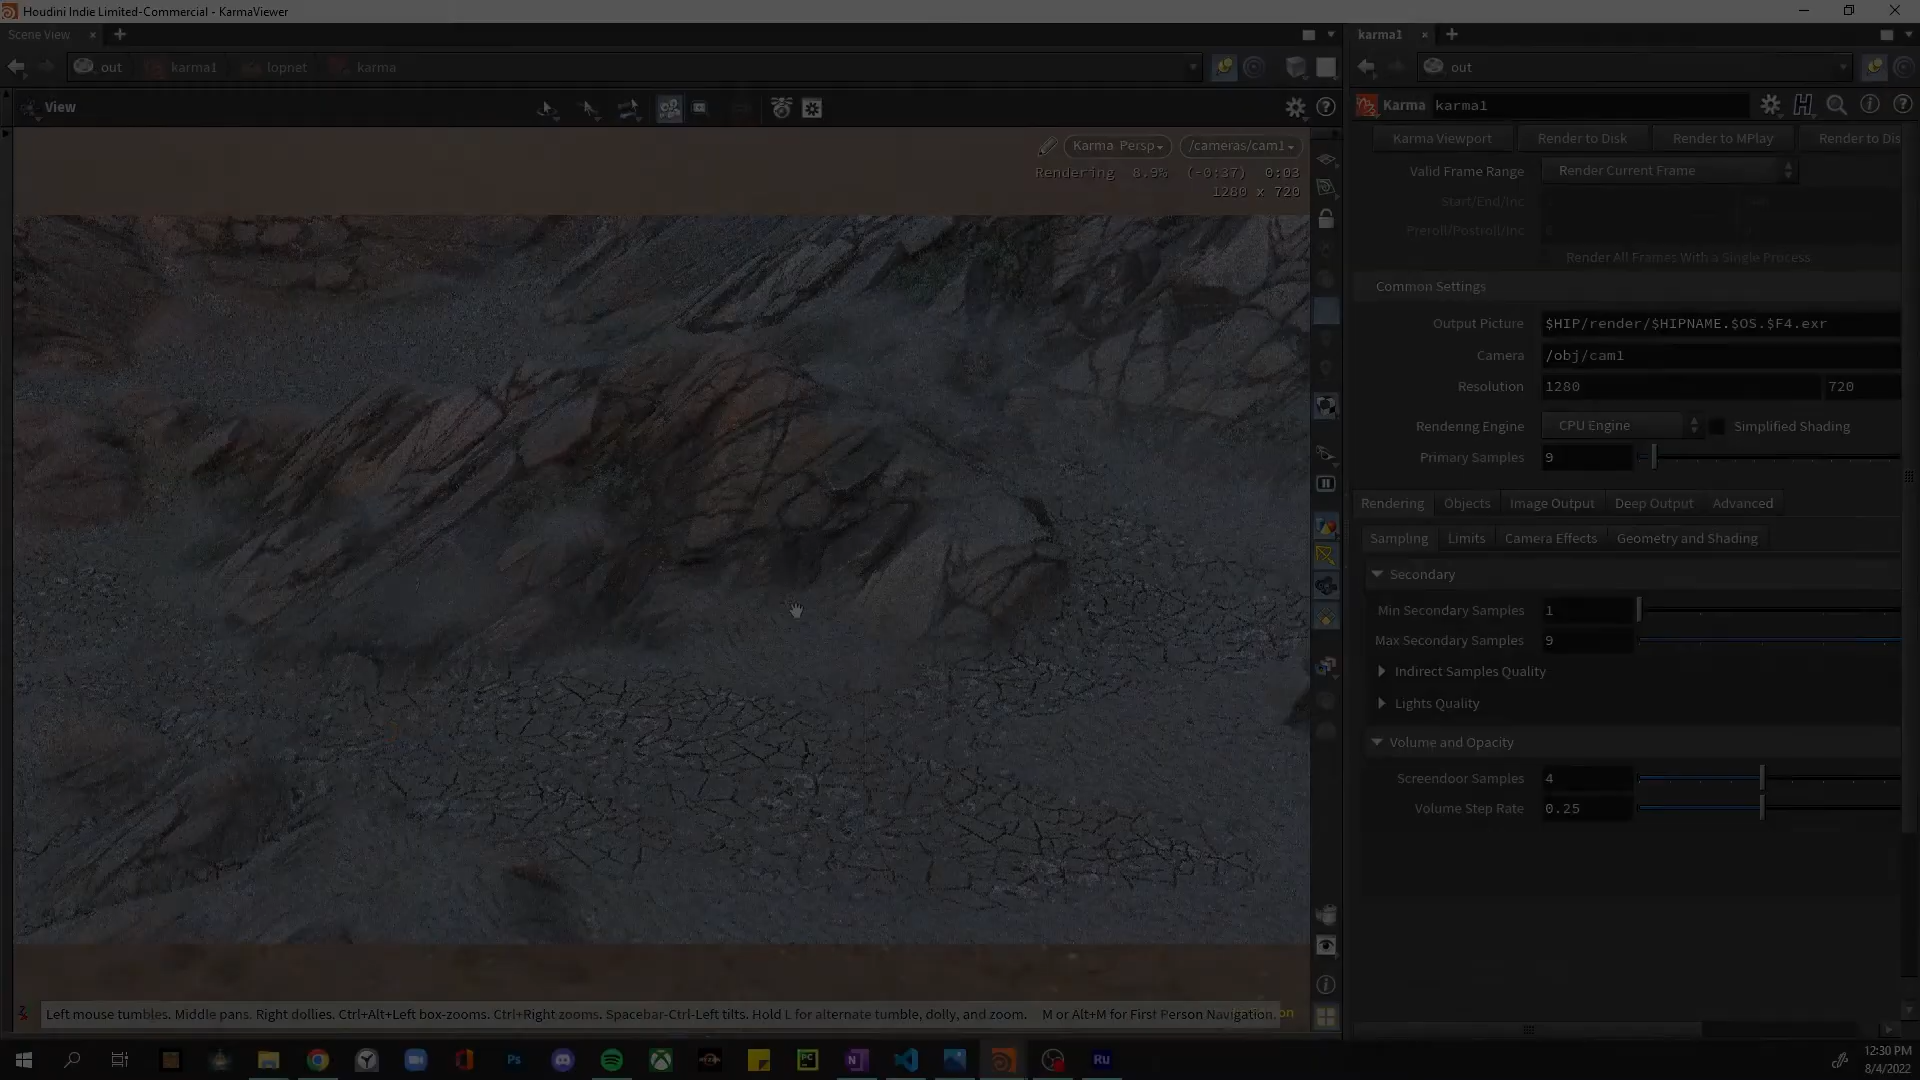 Houdini Indie Limited-Commercial - KarmaViewer
Scene View
karma1
out
karma1
lopnet
karma
out
View
Karma karma1
Karma Viewport
Render to Disk
Render to MPlay
Render to Dis
Karma Persp
/cameras/cam1
Rendering 8.9% (-0:37) 0:03
1280 x 720
Valid Frame Range Render Current Frame
Start/End/Inc
Preroll/Postroll/Inc
Render All Frames With a Single Process
Common Settings
Output Picture $HIP/render/$HIPNAME.$OS.$F4.exr
Camera /obj/cam1
Resolution 1280 720
Rendering Engine CPU Engine Simplified Shading
Primary Samples 9
Rendering Objects Image Output Deep Output Advanced
Sampling Limits Camera Effects Geometry and Shading
Secondary
Min Secondary Samples 1
Max Secondary Samples 9
Indirect Samples Quality
Lights Quality
Volume and Opacity
Screendoor Samples 4
Volume Step Rate 0.25
Left mouse tumbles. Middle pans. Right dollies. Ctrl+Alt+Left box-zooms. Ctrl+Right zooms. Spacebar-Ctrl-Left tilts. Hold L for alternate tumble, dolly, and zoom. M or Alt+M for First Person Navigation.
Ps
PC
N
Ru
12:30 PM
8/4/2022